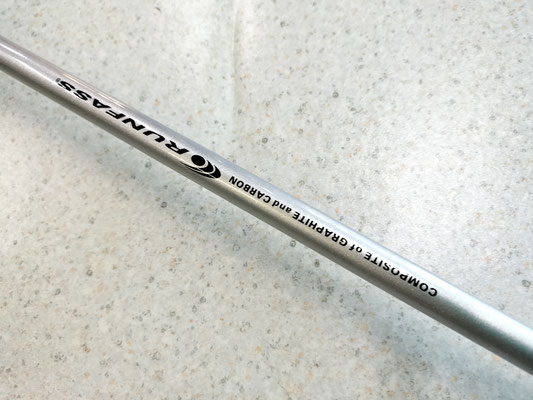 RUNFASS
COMPOSITE of GRAPHITE and CARBON